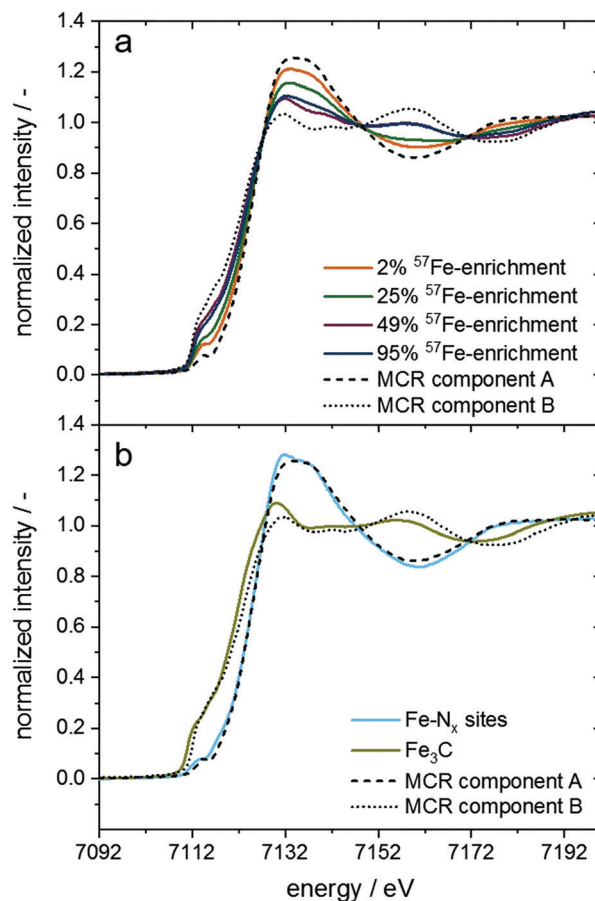 a
1.4
1.2
1.0
0.8
0.6
0.4
0.2
0.0
normalized intensity / -
2% ⁵⁷Fe-enrichment
25% ⁵⁷Fe-enrichment
49% ⁵⁷Fe-enrichment
95% ⁵⁷Fe-enrichment
MCR component A
MCR component B
b
1.4
1.2
1.0
0.8
0.6
0.4
0.2
0.0
normalized intensity / -
Fe-Nₓ sites
Fe₃C
MCR component A
MCR component B
7092 7112 7132 7152 7172 7192
energy / eV